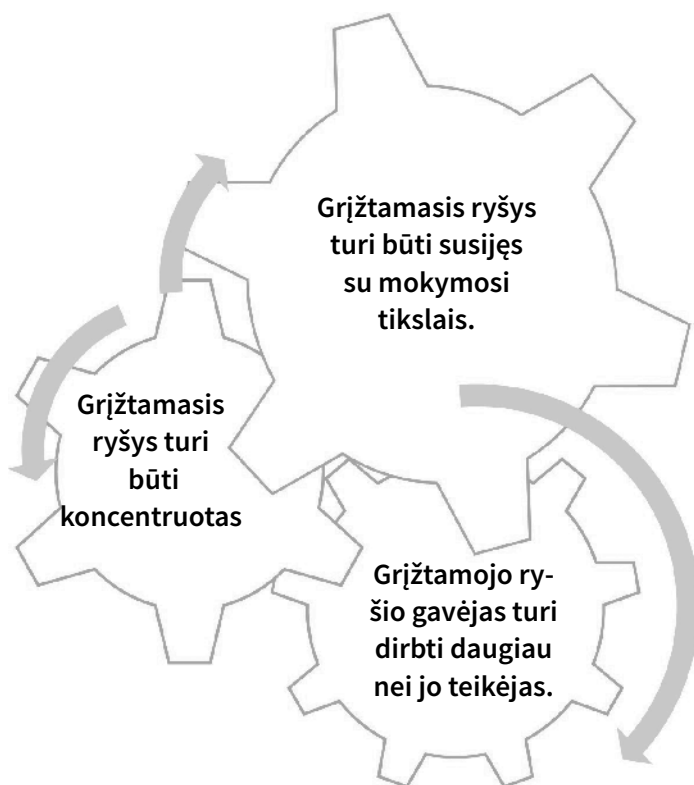 Grįžtamasis ryšys
turi būti susijęs
su mokymosi
tikslais.
Grįžtamasis
ryšys turi
būti
koncentruotas
Grįžtamojo ry-
šio gavėjas turi
dirbti daugiau
nei jo teikėjas.